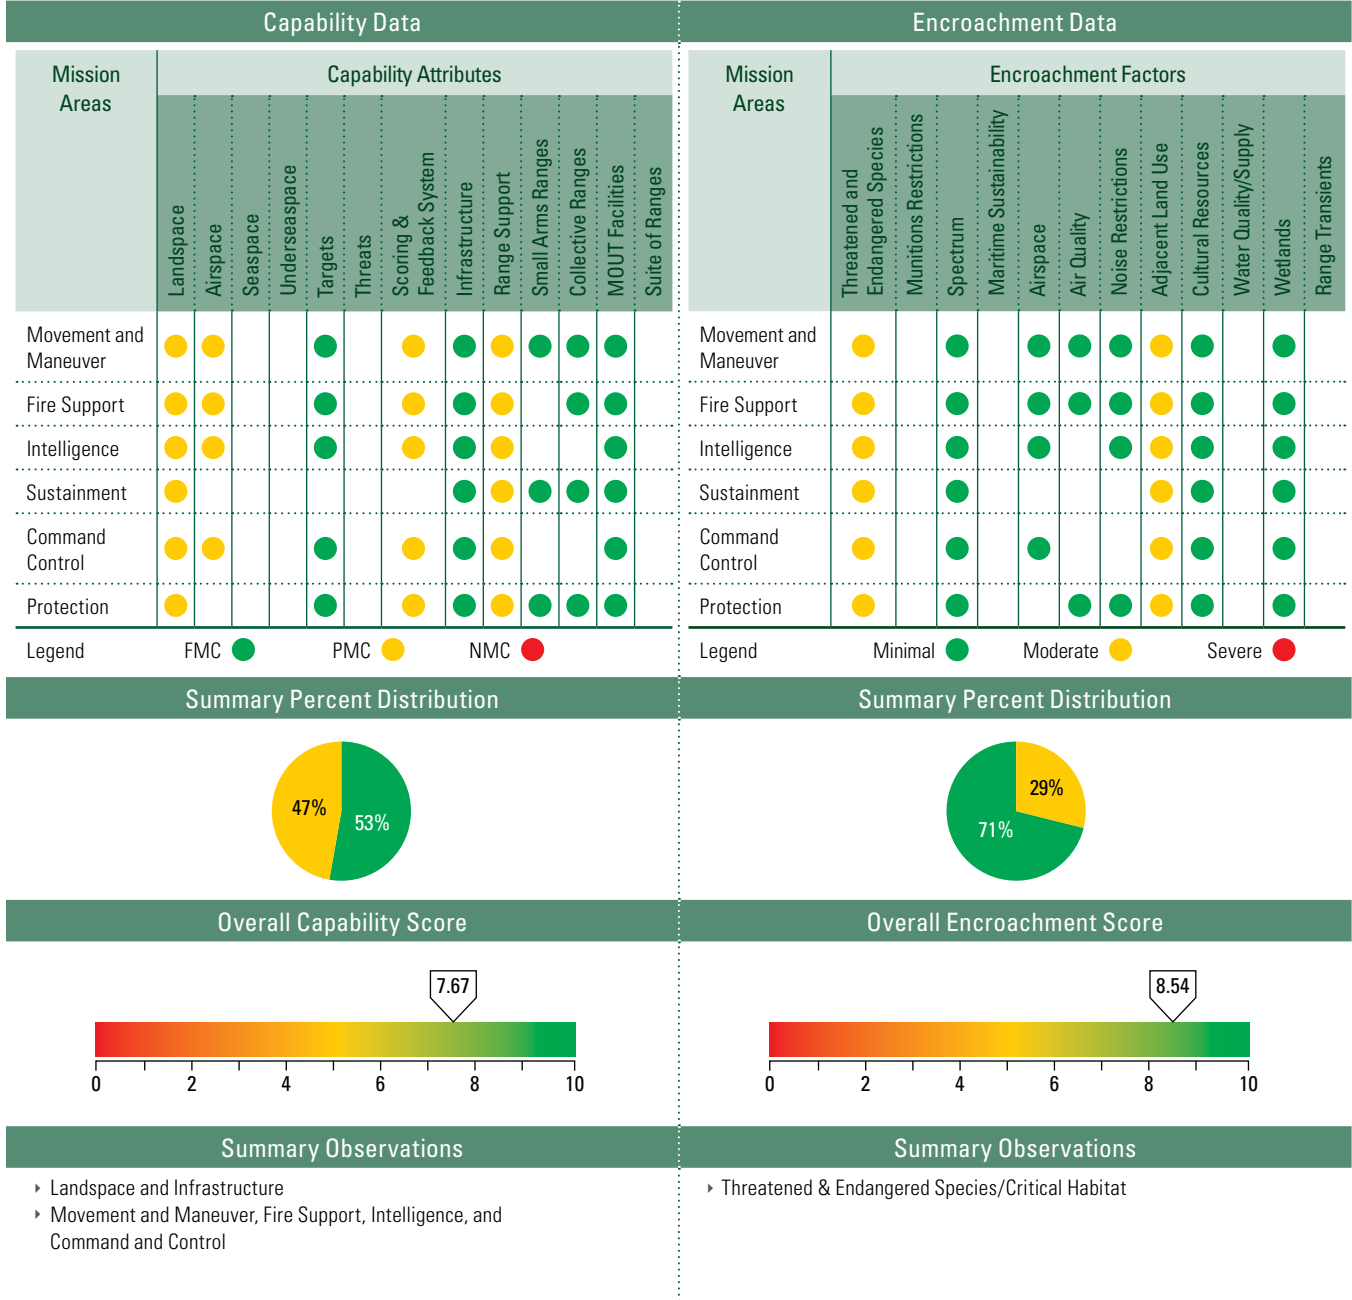 Capability Data
Mission
Areas
Capability Attributes
Landspace
Airspace
Seaspace
Underseaspace
Targets
Threats
Scoring &
Feedback System
Infrastructure
Range Support
Small Arms Ranges
Collective Ranges
MOUT Facilities
Suite of Ranges
Movement and
Maneuver
Fire Support
Intelligence
Sustainment
Command
Control
Protection
Legend FMC PMC NMC
Summary Percent Distribution
47%
53%
Overall Capability Score
7.67
0 2 4 6 8 10
Summary Observations
‣ Landspace and Infrastructure
‣ Movement and Maneuver, Fire Support, Intelligence, and
Command and Control
Encroachment Data
Mission
Areas
Encroachment Factors
Threatened and
Endangered Species
Munitions Restrictions
Spectrum
Maritime Sustainability
Airspace
Air Quality
Noise Restrictions
Adjacent Land Use
Cultural Resources
Water Quality/Supply
Wetlands
Range Transients
Movement and
Maneuver
Fire Support
Intelligence
Sustainment
Command
Control
Protection
Legend Minimal Moderate Severe
Summary Percent Distribution
29%
71%
Overall Encroachment Score
8.54
0 2 4 6 8 10
Summary Observations
‣ Threatened & Endangered Species/Critical Habitat